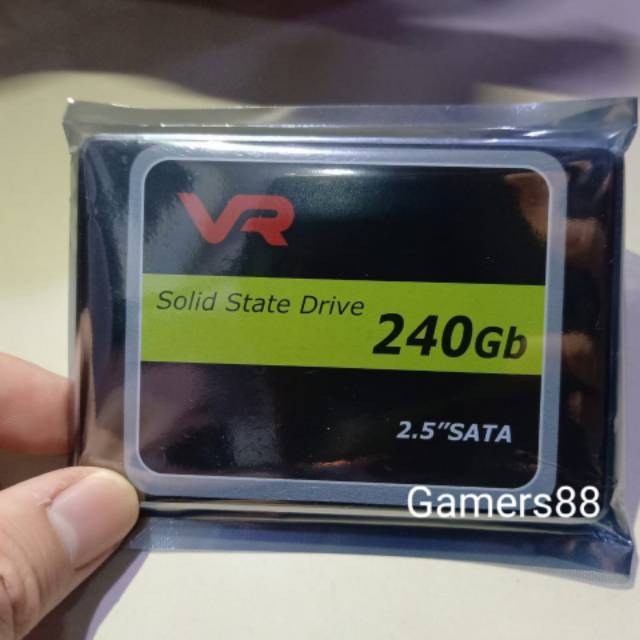 VR
Solid State Drive
240Gb
2.5"SATA
Gamers88